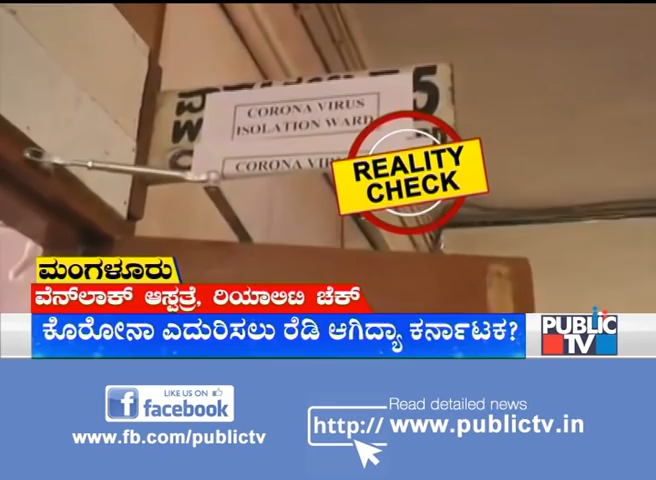 5
CORONA VIRUS
ISOLATION WARD
CORONA
REALITY
CHECK
ಮಂಗಳೂರು
ವೆನ್‌ಲಾಕ್ ಆಸ್ಪತ್ರೆ, ರಿಯಾಲಿಟಿ ಚೆಕ್
ಕೊರೋನಾ ಎದುರಿಸಲು ರೆಡಿ ಆಗಿದ್ಯಾ ಕರ್ನಾಟಕ?
PUBLiC
TV
LIKE US ON
facebook
www.fb.com/publictv
Read detailed news
http:// www.publictv.in